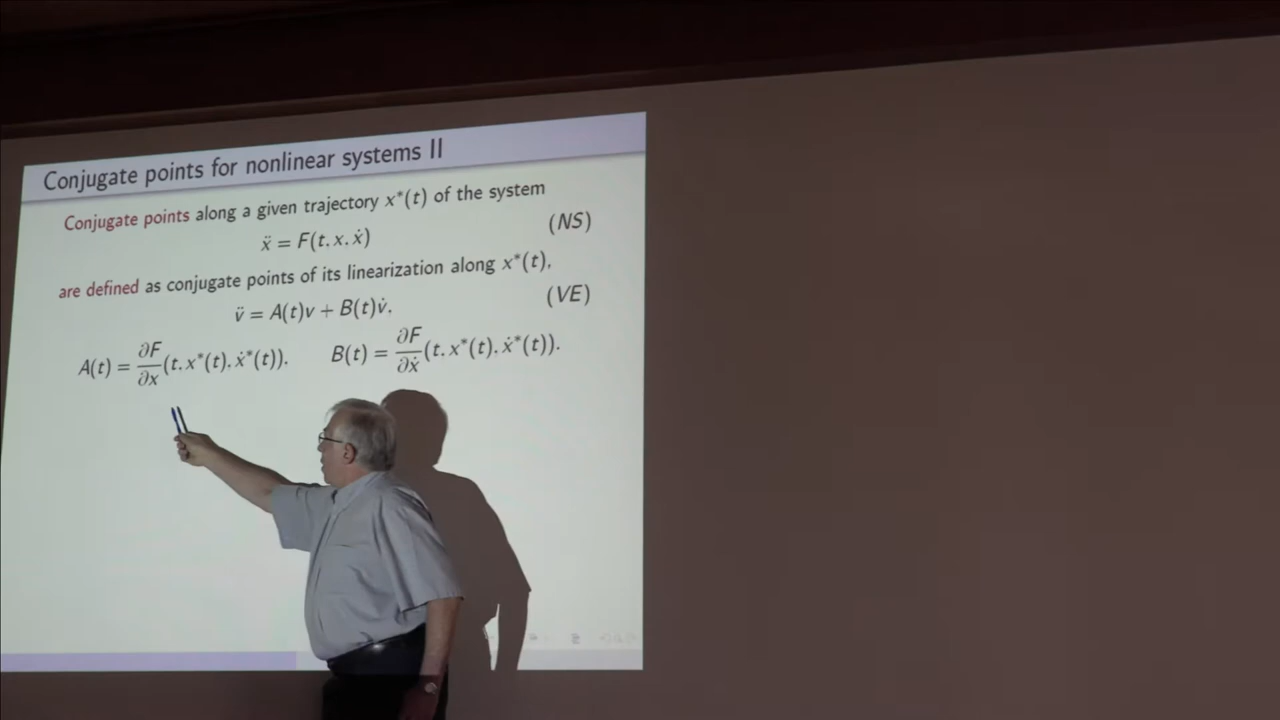 Conjugate points for nonlinear systems II
Conjugate points along a given trajectory x*(t) of the system
ẍ = F(t, x, ẋ) (NS)
are defined as conjugate points of its linearization along x*(t),
v̈ = A(t)v + B(t)v̇, (VE)
A(t) = ∂F/∂x (t, x*(t), ẋ*(t)), B(t) = ∂F/∂ẋ (t, x*(t), ẋ*(t)).